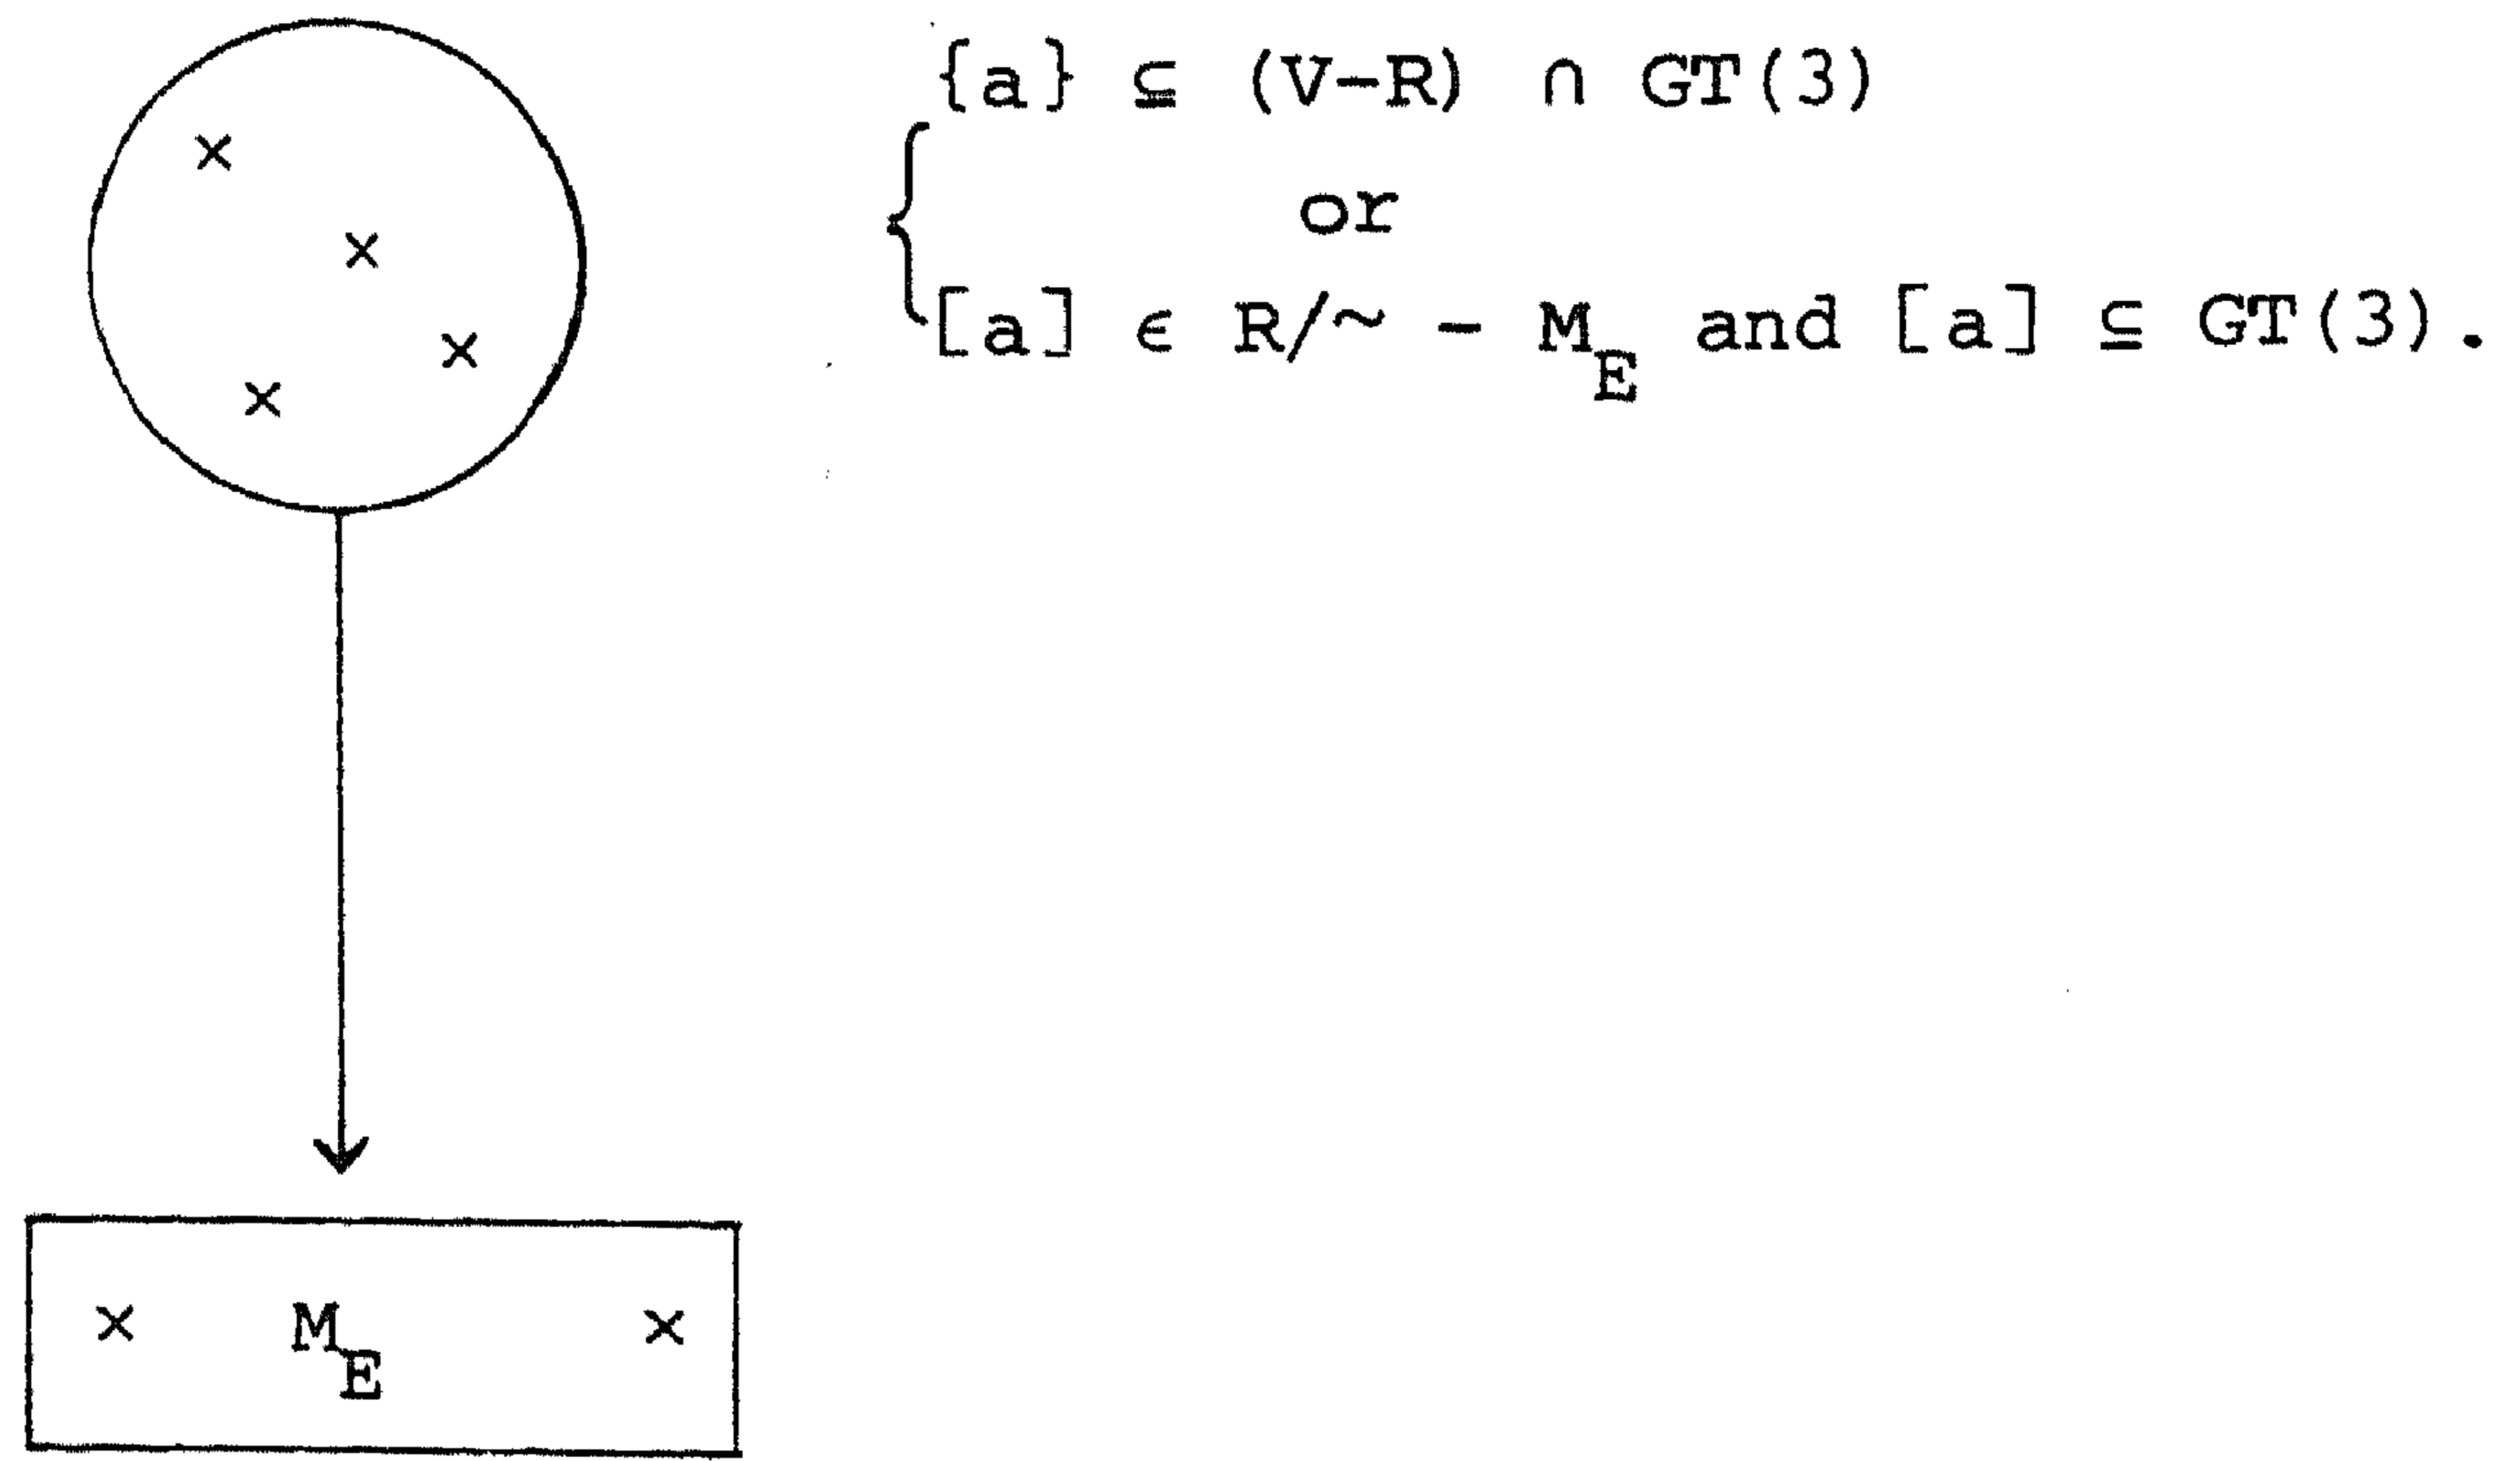 {a} ⊆ (V-R) ∩ GT(3)
or
[a] ϵ R/~ - M_E and [a] ⊆ GT(3).
x
x
x
x
x M_E x